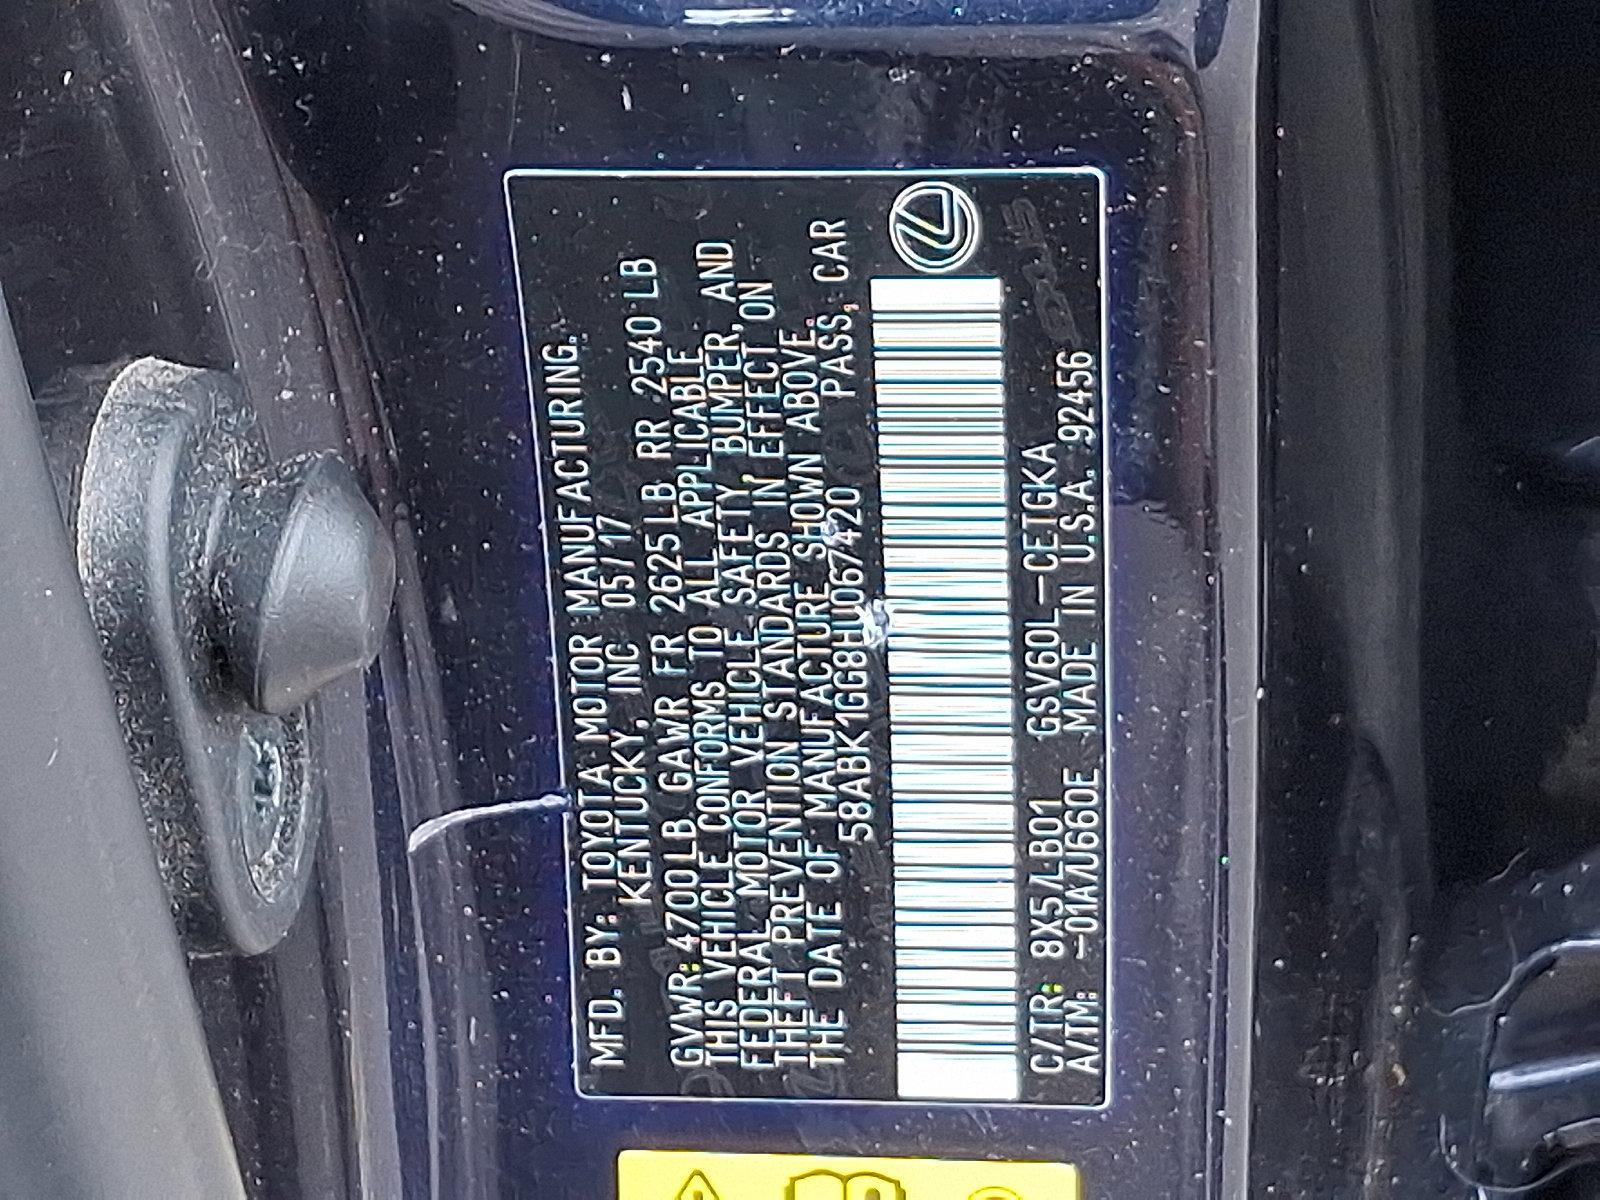 MFD. BY: TOYOTA MOTOR MANUFACTURING,
KENTUCKY, INC 05/17
GVWR: 4700LB GAWR FR 2625LB RR 2540LB
THIS VEHICLE CONFORMS TO ALL APPLICABLE
FEDERAL MOTOR VEHICLE SAFETY, BUMPER, AND
THEFT PREVENTION STANDARDS IN EFFECT ON
THE DATE OF MANUFACTURE SHOWN ABOVE.
58ABK1GG8HU067420 PASS. CAR
C/TR: 8X5/LB01 GSV60L-CETGKA
A/TM: -01A/U660E MADE IN U.S.A. 92456